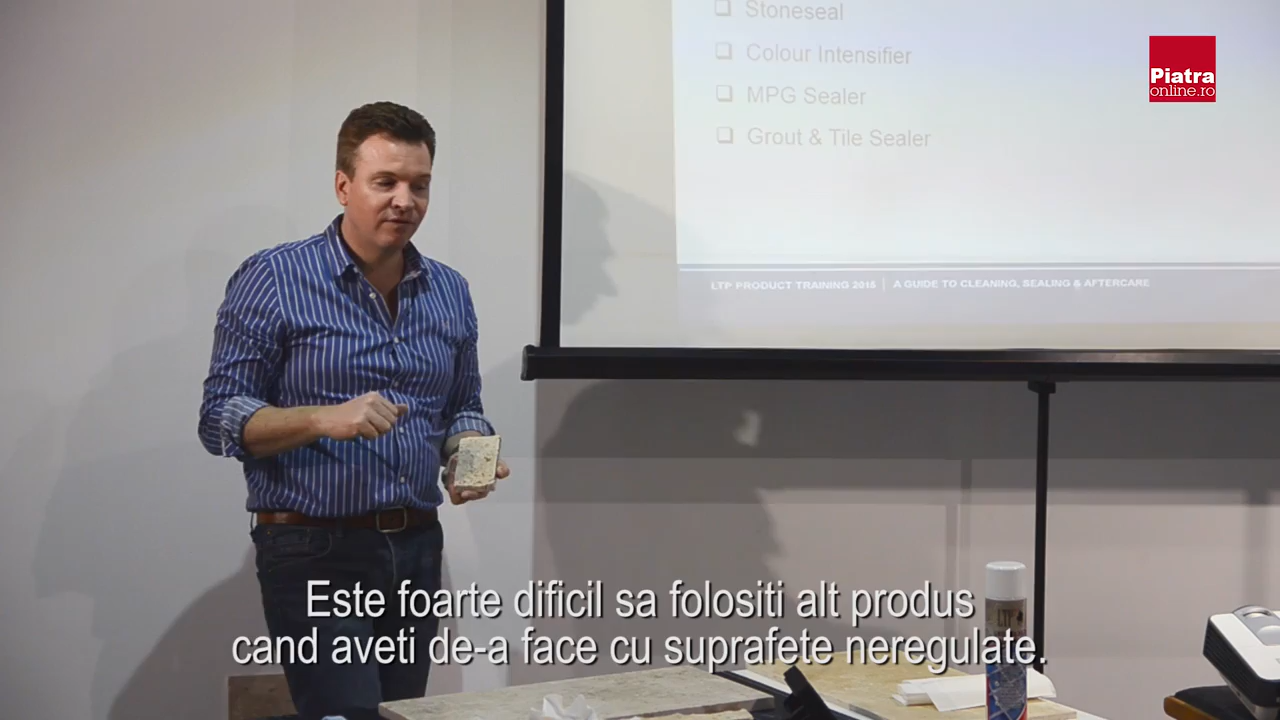 Stoneseal
Colour Intensifier
MPG Sealer
Grout & Tile Sealer
LTP PRODUCT TRAINING 2015 | A GUIDE TO CLEANING, SEALING & AFTERCARE
Piatra
online.ro
LTP
Este foarte dificil sa folositi alt produs
cand aveti de-a face cu suprafete neregulate.